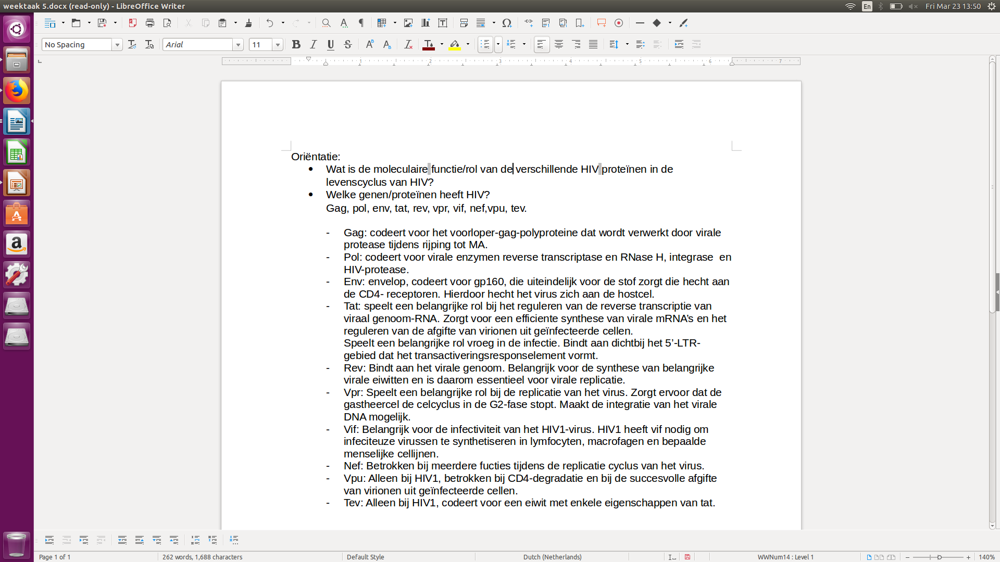 weektaak 5.docx (read-only) - LibreOffice Writer
En
Fri Mar 23 13:50
No Spacing
Arial
11
1 2 3 4 5 6 7
Oriëntatie:
• Wat is de moleculaire functie/rol van de verschillende HIV proteïnen in de
levenscyclus van HIV?
• Welke genen/proteïnen heeft HIV?
Gag, pol, env, tat, rev, vpr, vif, nef,vpu, tev.
- Gag: codeert voor het voorloper-gag-polyproteine dat wordt verwerkt door virale
protease tijdens rijping tot MA.
- Pol: codeert voor virale enzymen reverse transcriptase en RNase H, integrase  en
HIV-protease.
- Env: envelop, codeert voor gp160, die uiteindelijk voor de stof zorgt die hecht aan
de CD4- receptoren. Hierdoor hecht het virus zich aan de hostcel.
- Tat: speelt een belangrijke rol bij het reguleren van de reverse transcriptie van
viraal genoom-RNA. Zorgt voor een efficiente synthese van virale mRNA’s en het
reguleren van de afgifte van virionen uit geïnfecteerde cellen.
Speelt een belangrijke rol vroeg in de infectie. Bindt aan dichtbij het 5’-LTR-
gebied dat het transactiveringsresponselement vormt.
- Rev: Bindt aan het virale genoom. Belangrijk voor de synthese van belangrijke
virale eiwitten en is daarom essentieel voor virale replicatie.
- Vpr: Speelt een belangrijke rol bij de replicatie van het virus. Zorgt ervoor dat de
gastheercel de celcyclus in de G2-fase stopt. Maakt de integratie van het virale
DNA mogelijk.
- Vif: Belangrijk voor de infectiviteit van het HIV1-virus. HIV1 heeft vif nodig om
infeciteuze virussen te synthetiseren in lymfocyten, macrofagen en bepaalde
menselijke cellijnen.
- Nef: Betrokken bij meerdere fucties tijdens de replicatie cyclus van het virus.
- Vpu: Alleen bij HIV1, betrokken bij CD4-degradatie en bij de succesvolle afgifte
van virionen uit geïnfecteerde cellen.
- Tev: Alleen bij HIV1, codeert voor een eiwit met enkele eigenschappen van tat.
Page 1 of 1
262 words, 1,688 characters
Default Style
Dutch (Netherlands)
WWNum14 : Level 1
140%